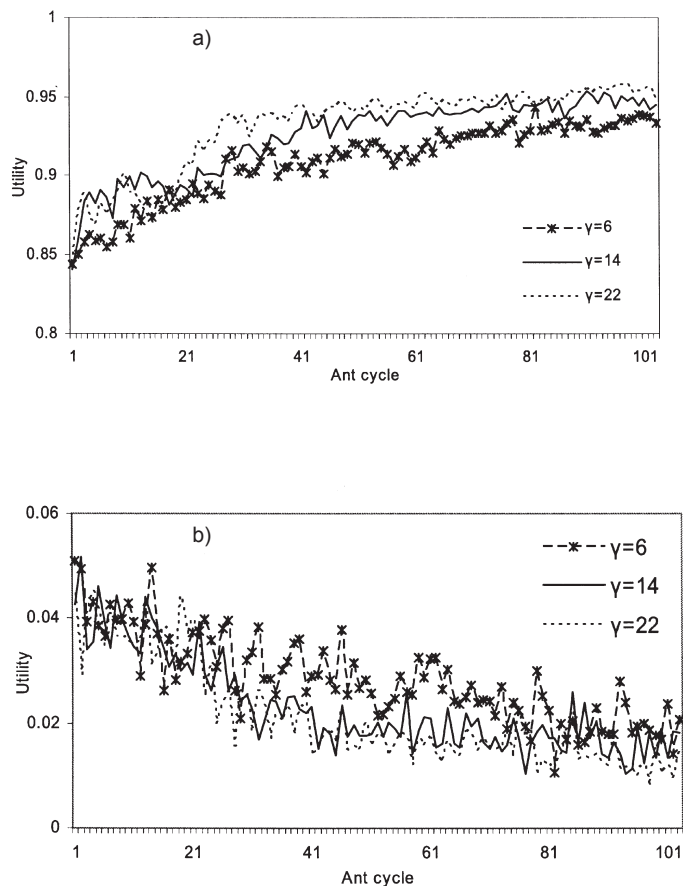 a)
1
0.95
0.9
0.85
0.8
Utility
γ=6
γ=14
γ=22
1 21 41 61 81 101
Ant cycle
b)
0.06
0.04
0.02
0
Utility
γ=6
γ=14
γ=22
1 21 41 61 81 101
Ant cycle